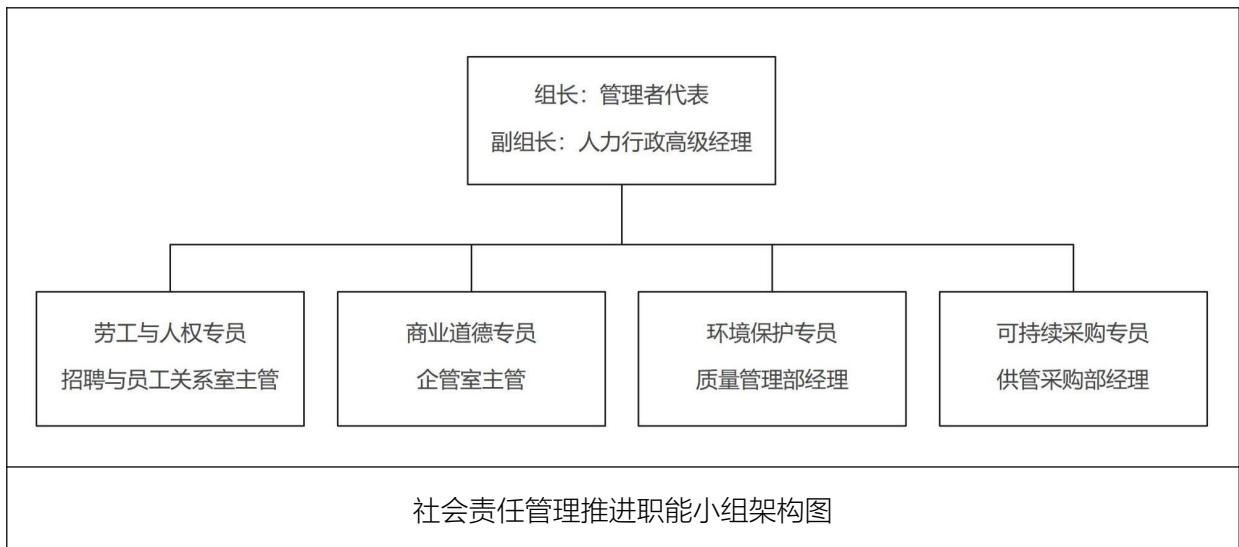 组长：管理者代表
副组长：人力行政高级经理
劳工与人权专员
招聘与员工关系室主管
商业道德专员
企管室主管
环境保护专员
质量管理部经理
可持续采购专员
供管采购部经理
社会责任管理推进职能小组架构图